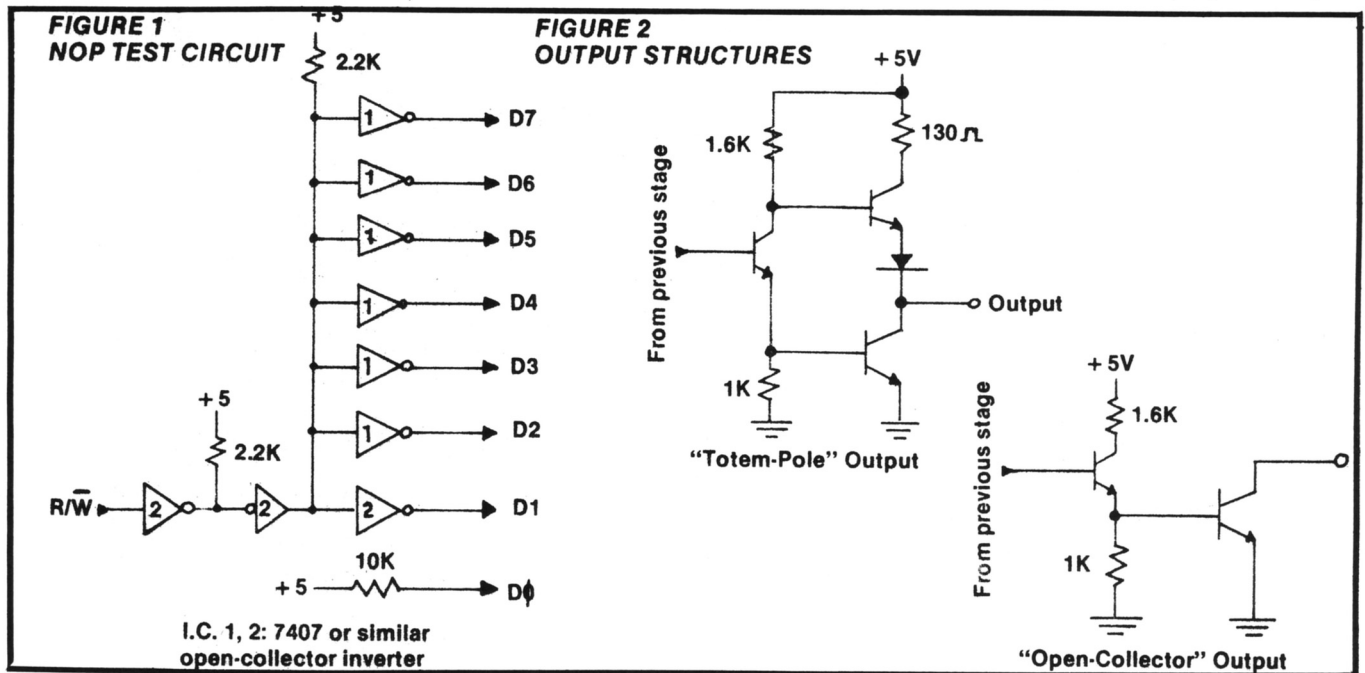 FIGURE 1
NOP TEST CIRCUIT
+5
2.2K
1
D7
1
D6
1
D5
1
D4
1
D3
1
D2
+5
2.2K
R/W̅
2
2
2
D1
10K
+5
DØ
I.C. 1, 2: 7407 or similar
open-collector inverter
FIGURE 2
OUTPUT STRUCTURES
+5V
1.6K
130Ω
From previous stage
Output
1K
"Totem-Pole" Output
+5V
1.6K
From previous stage
1K
"Open-Collector" Output